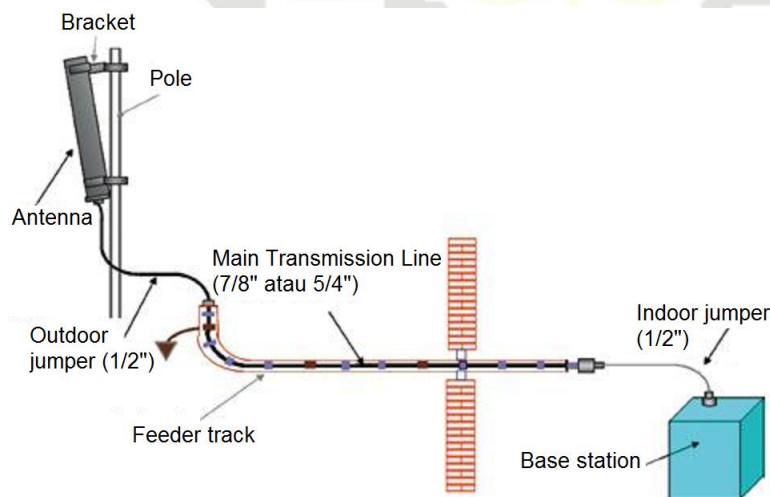 Bracket
Pole
Antenna
Main Transmission Line
(7/8" atau 5/4")
Outdoor
jumper (1/2")
Indoor jumper
(1/2")
Feeder track
Base station